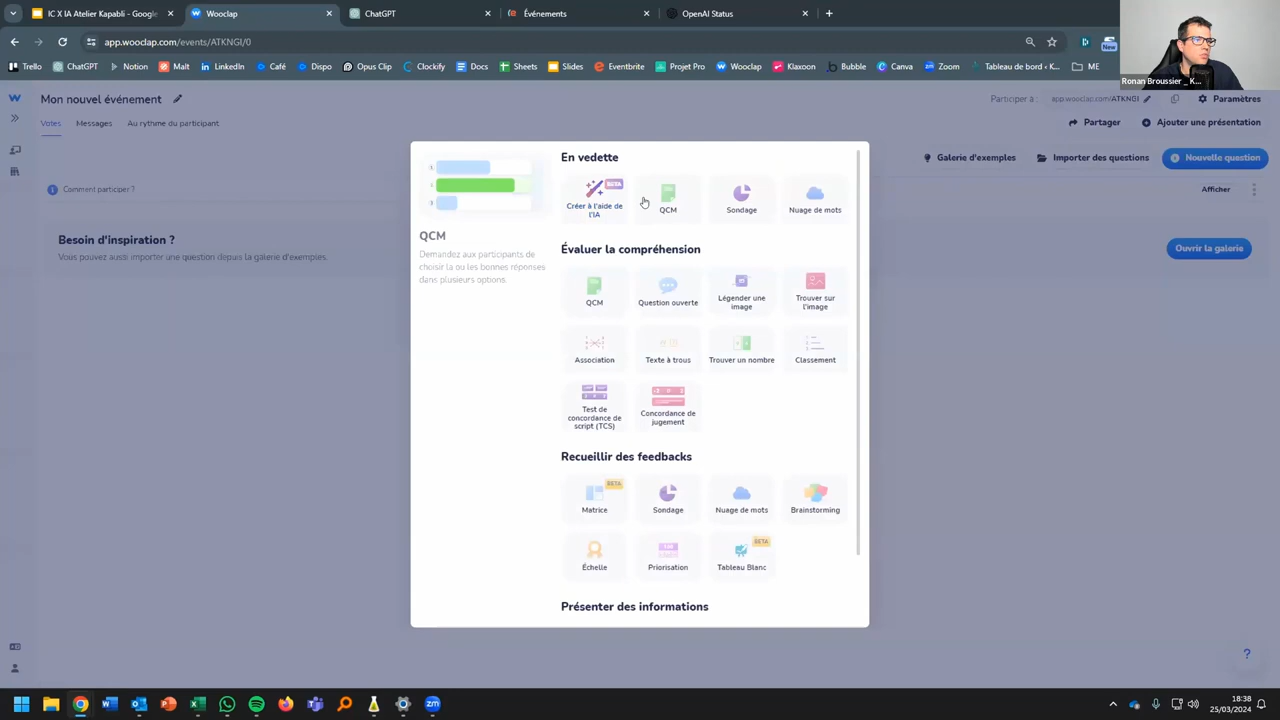 IC X IA Atelier Kapabli - Google
Wooclap
ChatGPT
Événements
OpenAI Status
app.wooclap.com/events/ATKNGI/0
New
Trello
ChatGPT
Notion
Malt
LinkedIn
Café
Dispo
Opus Clip
Clockify
Docs
Sheets
Slides
Eventbrite
Projet Pro
Wooclap
Klaxoon
Bubble
Canva
Zoom
Tableau de bord ‹ K...
ME
Ronan Broussier _ K...
Mon nouvel événement
Participer à :
app.wooclap.com/ATKNGI
Paramètres
Votes
Messages
Au rythme du participant
Partager
Ajouter une présentation
Galerie d'exemples
Importer des questions
Nouvelle question
Comment participer ?
Afficher
Besoin d'inspiration ?
Vous pouvez aussi importer une question depuis la galerie d'exemples.
Ouvrir la galerie
1
2
3
QCM
Demandez aux participants de
choisir la ou les bonnes réponses
dans plusieurs options.
En vedette
BETA
Créer à l'aide de
l'IA
QCM
Sondage
Nuage de mots
Évaluer la compréhension
QCM
Question ouverte
Légender une
image
Trouver sur
l'image
Association
Texte à trous
Trouver un nombre
Classement
Test de
concordance de
script (TCS)
Concordance de
jugement
Recueillir des feedbacks
BETA
Matrice
Sondage
Nuage de mots
Brainstorming
Échelle
Priorisation
BETA
Tableau Blanc
Présenter des informations
?
18:38
25/03/2024